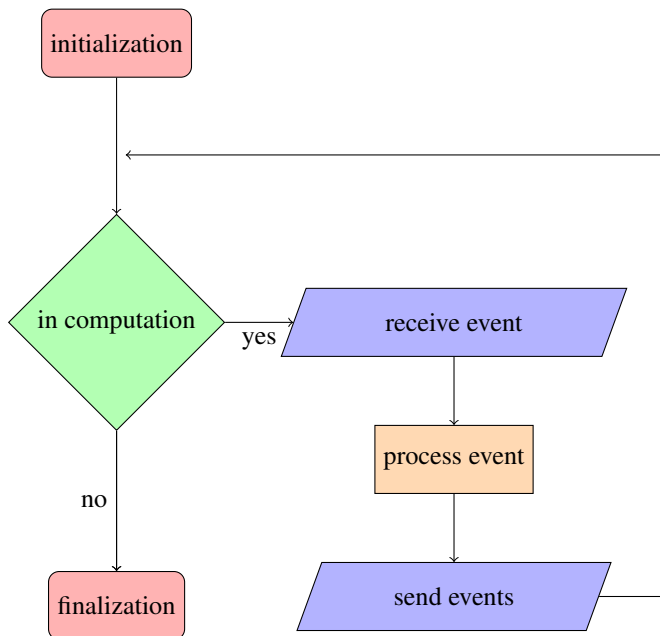 initialization
in computation
yes
receive event
process event
no
send events
finalization